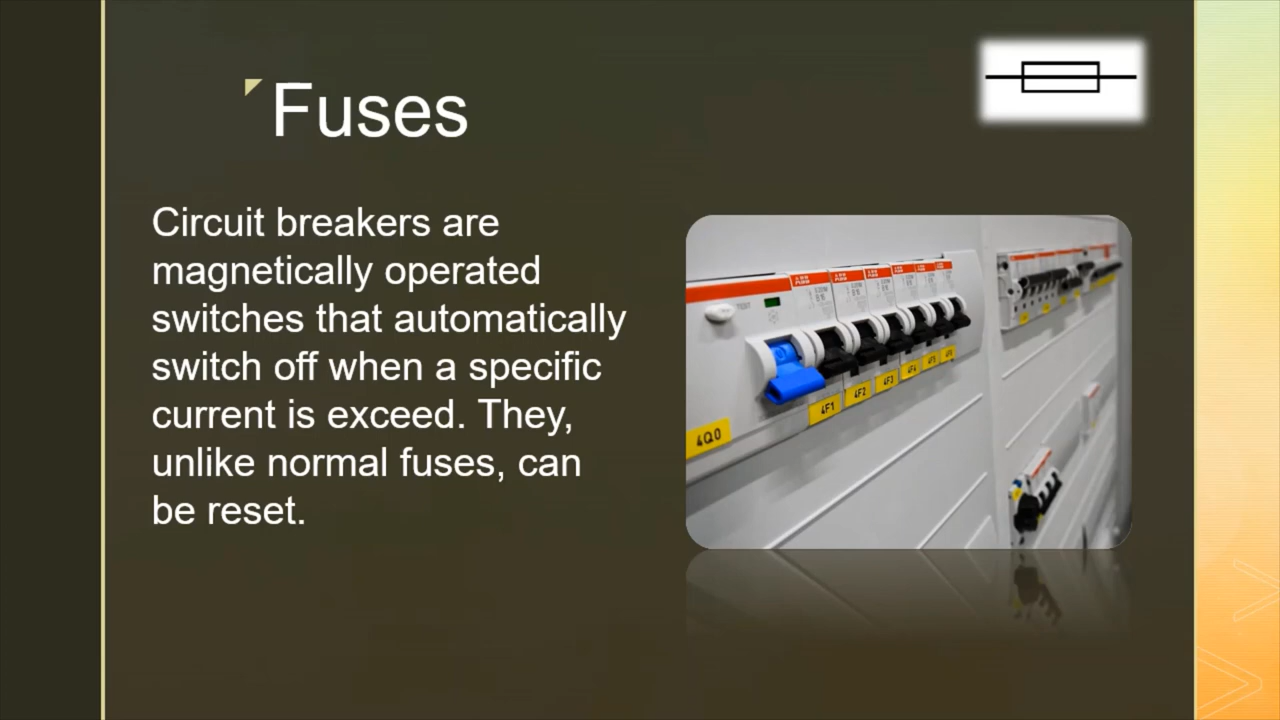 Fuses
Circuit breakers are
magnetically operated
switches that automatically
switch off when a specific
current is exceed. They,
unlike normal fuses, can
be reset.
4Q0
4F1
4F2
4F3
4F4
4F5